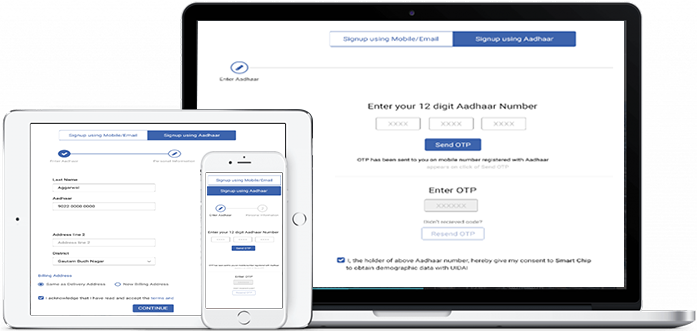 Signup using Mobile/Email
Signup using Aadhaar
Enter Aadhaar
Enter your 12 digit Aadhaar Number
XXXX XXXX XXXX
Send OTP
OTP has been sent to you on mobile number registered with Aadhaar
appears on click of Send OTP
Enter OTP
XXXXXX
Didn't received code?
Resend OTP
I, the holder of above Aadhaar number, hereby give my consent to Smart Chip
to obtain demographic data with UIDAI
Signup using Mobile/Email
Signup using Aadhaar
Enter Aadhaar
Personal Information
Last Name
Aggarwal
Aadhaar
9022 0000 0000
Address line 2
Address line 2
District
Gautam Bush Nagar
Billing Address
Same as Delivery Address
New Billing Address
I acknowledge that I have read and accept the terms and
CONTINUE
Signup using Mobile/Email
Signup using Aadhaar
Enter Aadhaar
Enter your 12 digit Aadhaar Number
Send OTP
Enter OTP